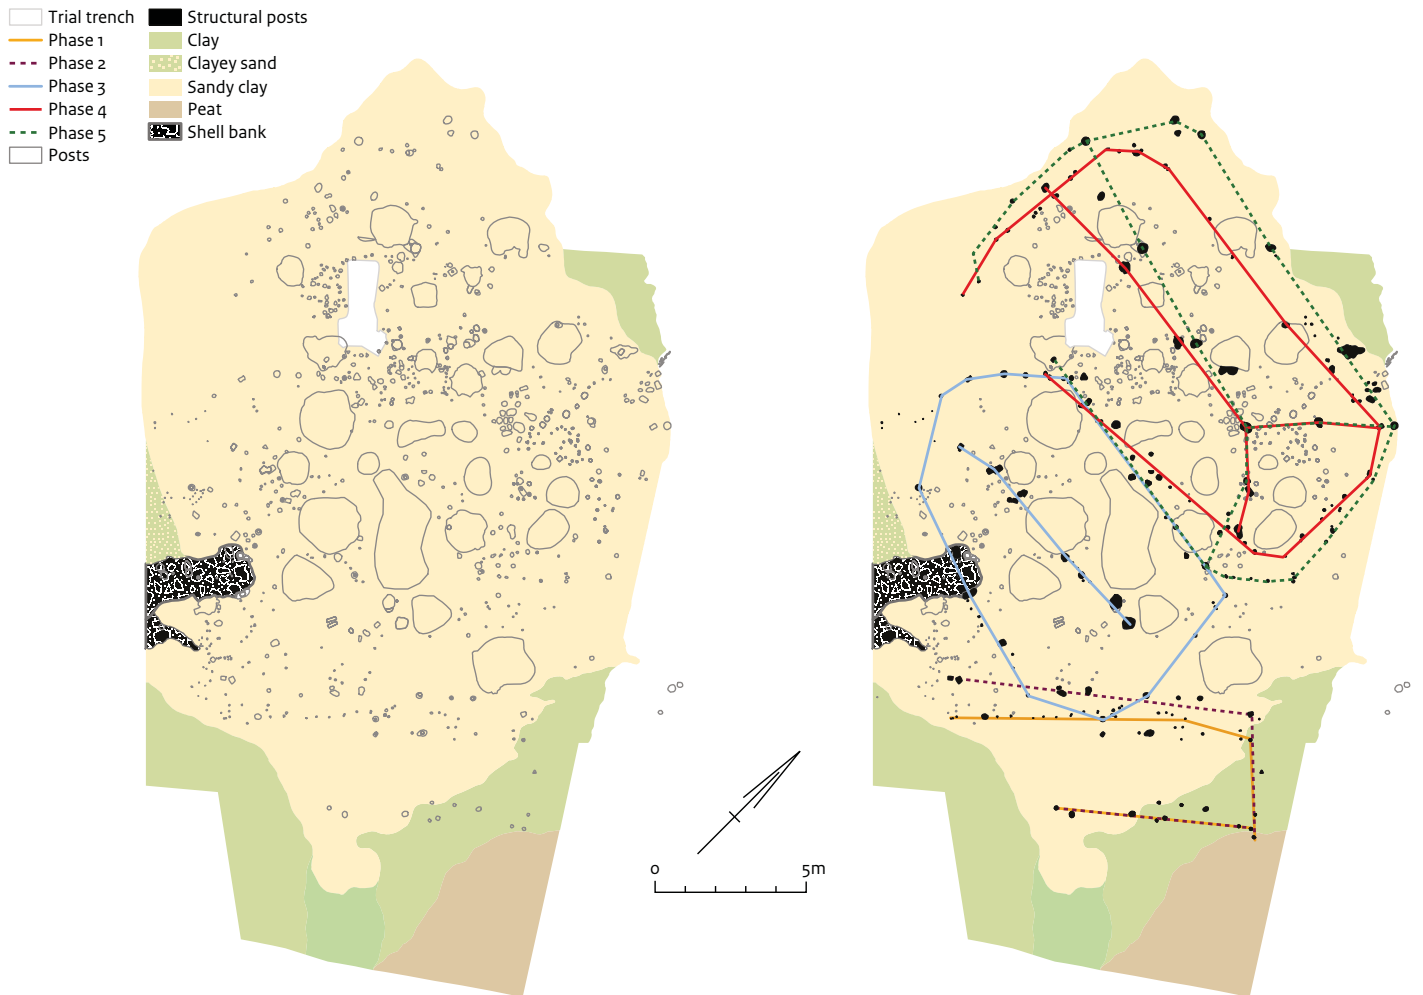 Trial trench
Phase 1
Phase 2
Phase 3
Phase 4
Phase 5
Posts
Structural posts
Clay
Clayey sand
Sandy clay
Peat
Shell bank
0 5m